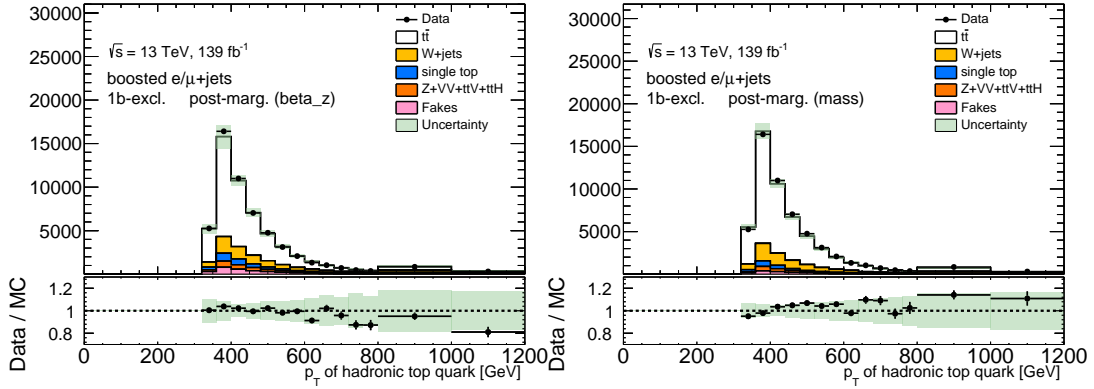 30000
25000
20000
15000
10000
5000
√s = 13 TeV, 139 fb⁻¹
boosted e/μ+jets
1b-excl. post-marg. (beta_z)
Data
tt̄
W+jets
single top
Z+VV+ttV+ttH
Fakes
Uncertainty
Data / MC
1.2
1
0.8
0 200 400 600 800 1000 1200
p_T of hadronic top quark [GeV]
30000
25000
20000
15000
10000
5000
√s = 13 TeV, 139 fb⁻¹
boosted e/μ+jets
1b-excl. post-marg. (mass)
Data
tt̄
W+jets
single top
Z+VV+ttV+ttH
Fakes
Uncertainty
Data / MC
1.2
1
0.8
0 200 400 600 800 1000 1200
p_T of hadronic top quark [GeV]